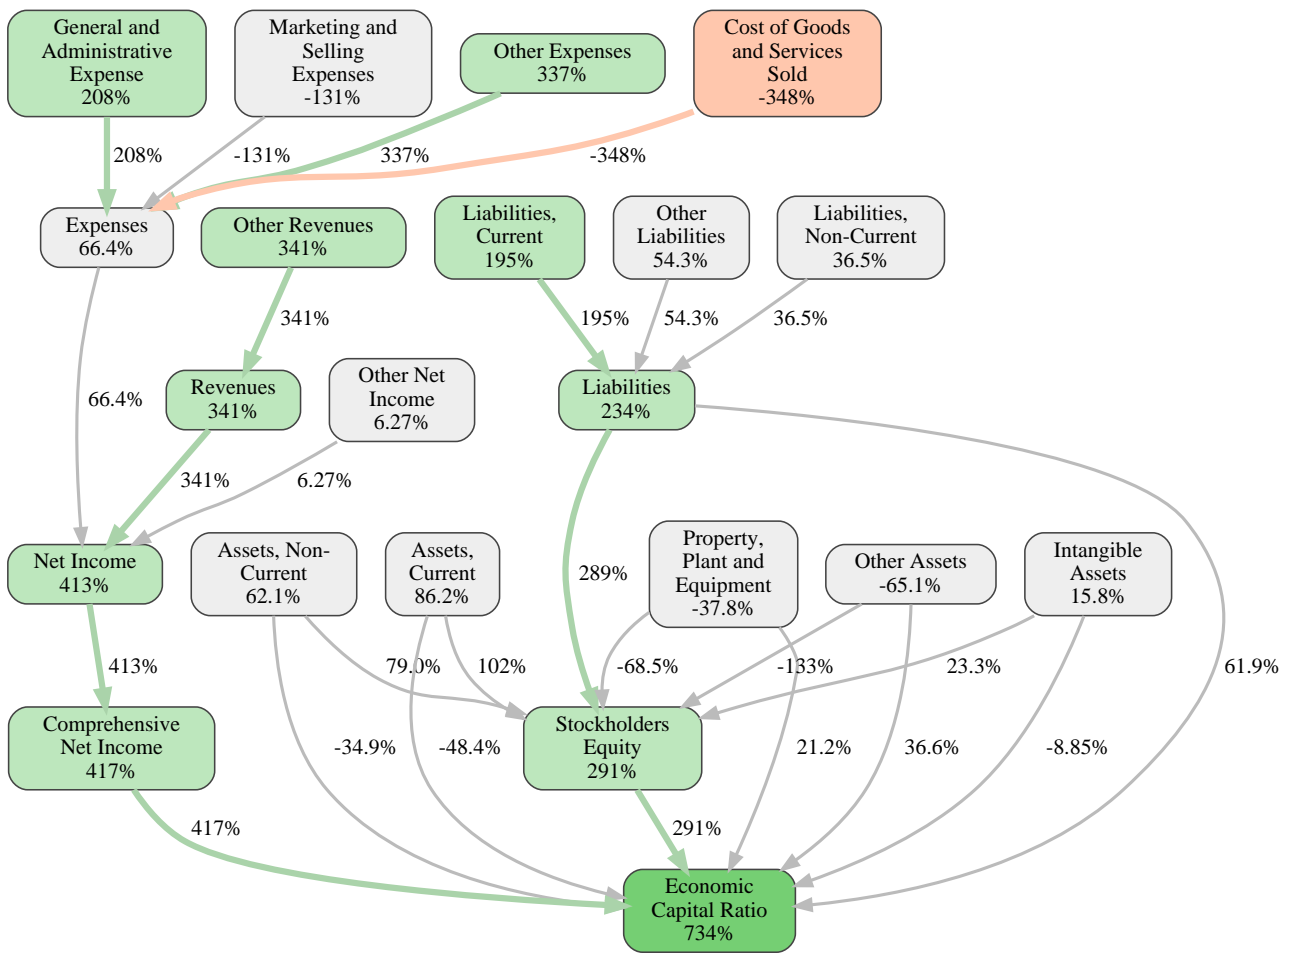 General and
Administrative
Expense
208%
Marketing and
Selling
Expenses
-131%
Other Expenses
337%
Cost of Goods
and Services
Sold
-348%
208%
-131%
337%
-348%
Expenses
66.4%
Other Revenues
341%
Liabilities,
Current
195%
Other
Liabilities
54.3%
Liabilities,
Non-Current
36.5%
341%
195%
54.3%
36.5%
Revenues
341%
Other Net
Income
6.27%
Liabilities
234%
66.4%
341%
6.27%
Net Income
413%
Assets, Non-
Current
62.1%
Assets,
Current
86.2%
289%
Property,
Plant and
Equipment
-37.8%
Other Assets
-65.1%
Intangible
Assets
15.8%
413%
79.0%
102%
-68.5%
-133%
23.3%
61.9%
Comprehensive
Net Income
417%
-34.9%
-48.4%
Stockholders
Equity
291%
21.2%
36.6%
-8.85%
417%
291%
Economic
Capital Ratio
734%